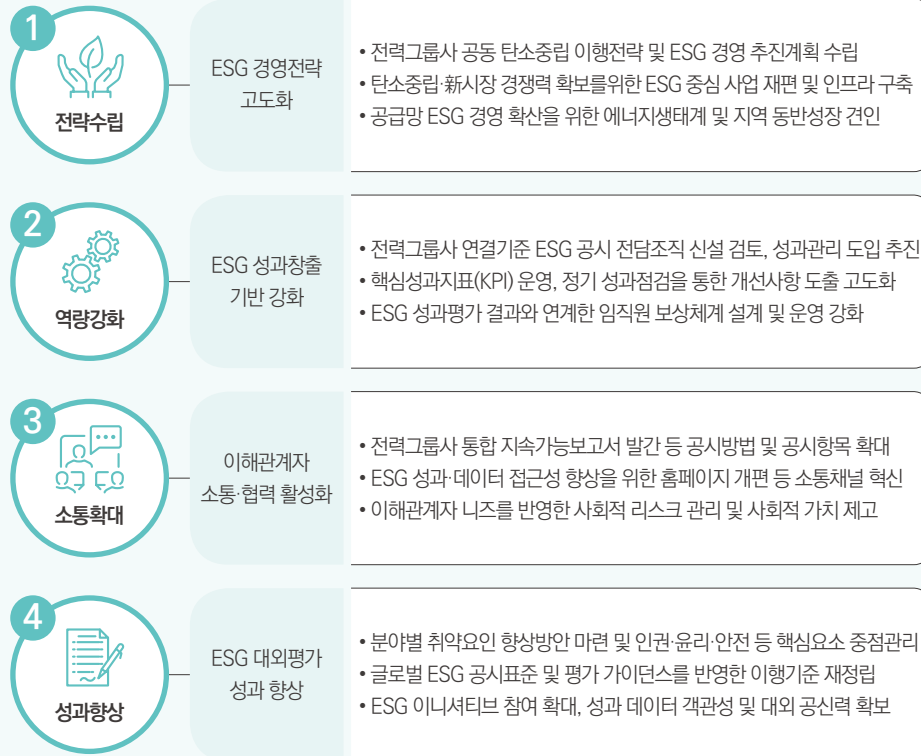 1
전략수립
ESG 경영전략
고도화
• 전력그룹사 공동 탄소중립 이행전략 및 ESG 경영 추진계획 수립
• 탄소중립·新시장 경쟁력 확보를위한 ESG 중심 사업 재편 및 인프라 구축
• 공급망 ESG 경영 확산을 위한 에너지생태계 및 지역 동반성장 견인
2
역량강화
ESG 성과창출
기반 강화
• 전력그룹사 연결기준 ESG 공시 전담조직 신설 검토, 성과관리 도입 추진
• 핵심성과지표(KPI) 운영, 정기 성과점검을 통한 개선사항 도출 고도화
• ESG 성과평가 결과와 연계한 임직원 보상체계 설계 및 운영 강화
3
소통확대
이해관계자
소통·협력 활성화
• 전력그룹사 통합 지속가능보고서 발간 등 공시방법 및 공시항목 확대
• ESG 성과·데이터 접근성 향상을 위한 홈페이지 개편 등 소통채널 혁신
• 이해관계자 니즈를 반영한 사회적 리스크 관리 및 사회적 가치 제고
4
성과향상
ESG 대외평가
성과 향상
• 분야별 취약요인 향상방안 마련 및 인권·윤리·안전 등 핵심요소 중점관리
• 글로벌 ESG 공시표준 및 평가 가이던스를 반영한 이행기준 재정립
• ESG 이니셔티브 참여 확대, 성과 데이터 객관성 및 대외 공신력 확보